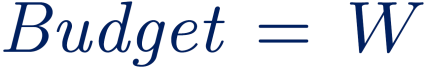 Budget = W